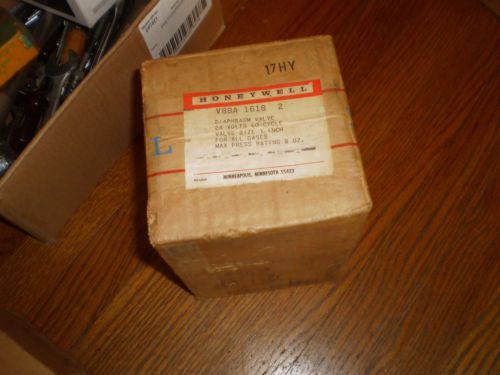 17HY
HONEYWELL
V88A 1618 2
DIAPHRAGM VALVE
24 VOLTS 60 CYCLE
VALVE SIZE 1 INCH
FOR ALL GASES
MAX PRESS RATING 8 OZ.
MINNEAPOLIS, MINNESOTA 55422
L